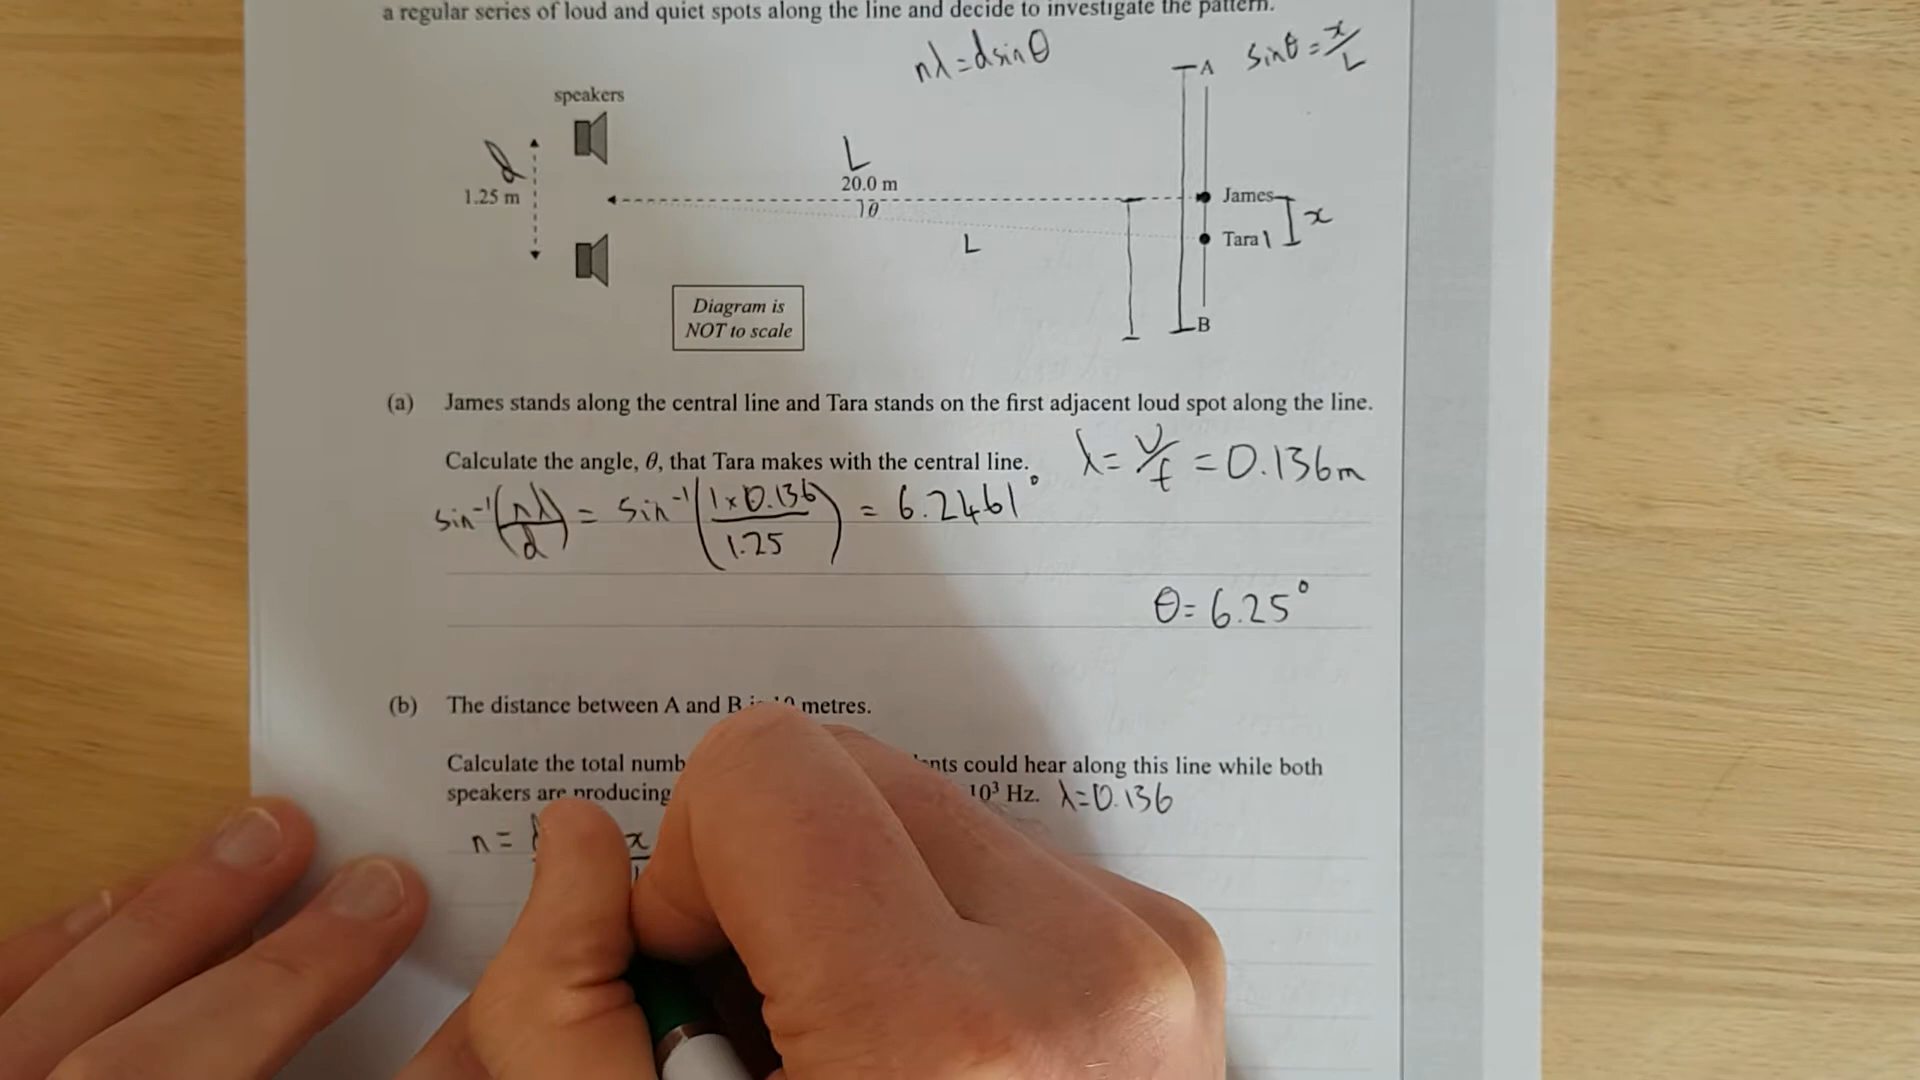 a regular series of loud and quiet spots along the line and decide to investigate the pattern.
nλ=dsinθ
sinθ=x/L
A
speakers
d
1.25 m
L
20.0 m
θ
L
James
Tara
x
B
Diagram is
NOT to scale
(a) James stands along the central line and Tara stands on the first adjacent loud spot along the line.
Calculate the angle, θ, that Tara makes with the central line.
λ=v/f=0.136m
sin⁻¹(nλ/d) = sin⁻¹(1×0.136/1.25) = 6.2461°
θ=6.25°
(b) The distance between A and B metres.
Calculate the total could hear along this line while both
speakers are producing 10³ Hz. λ=0.136
n = x